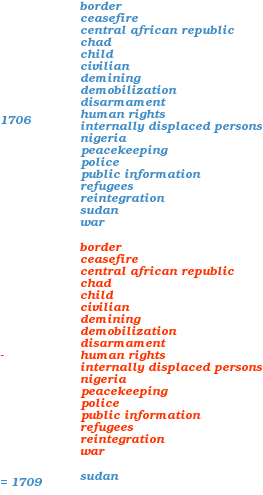 border
ceasefire
central african republic
chad
child
civilian
demining
demobilization
disarmament
human rights
1706
internally displaced persons
nigeria
peacekeeping
police
public information
refugees
reintegration
sudan
war
border
ceasefire
central african republic
chad
child
civilian
demining
demobilization
disarmament
- human rights
internally displaced persons
nigeria
peacekeeping
police
public information
refugees
reintegration
war
sudan
= 1709